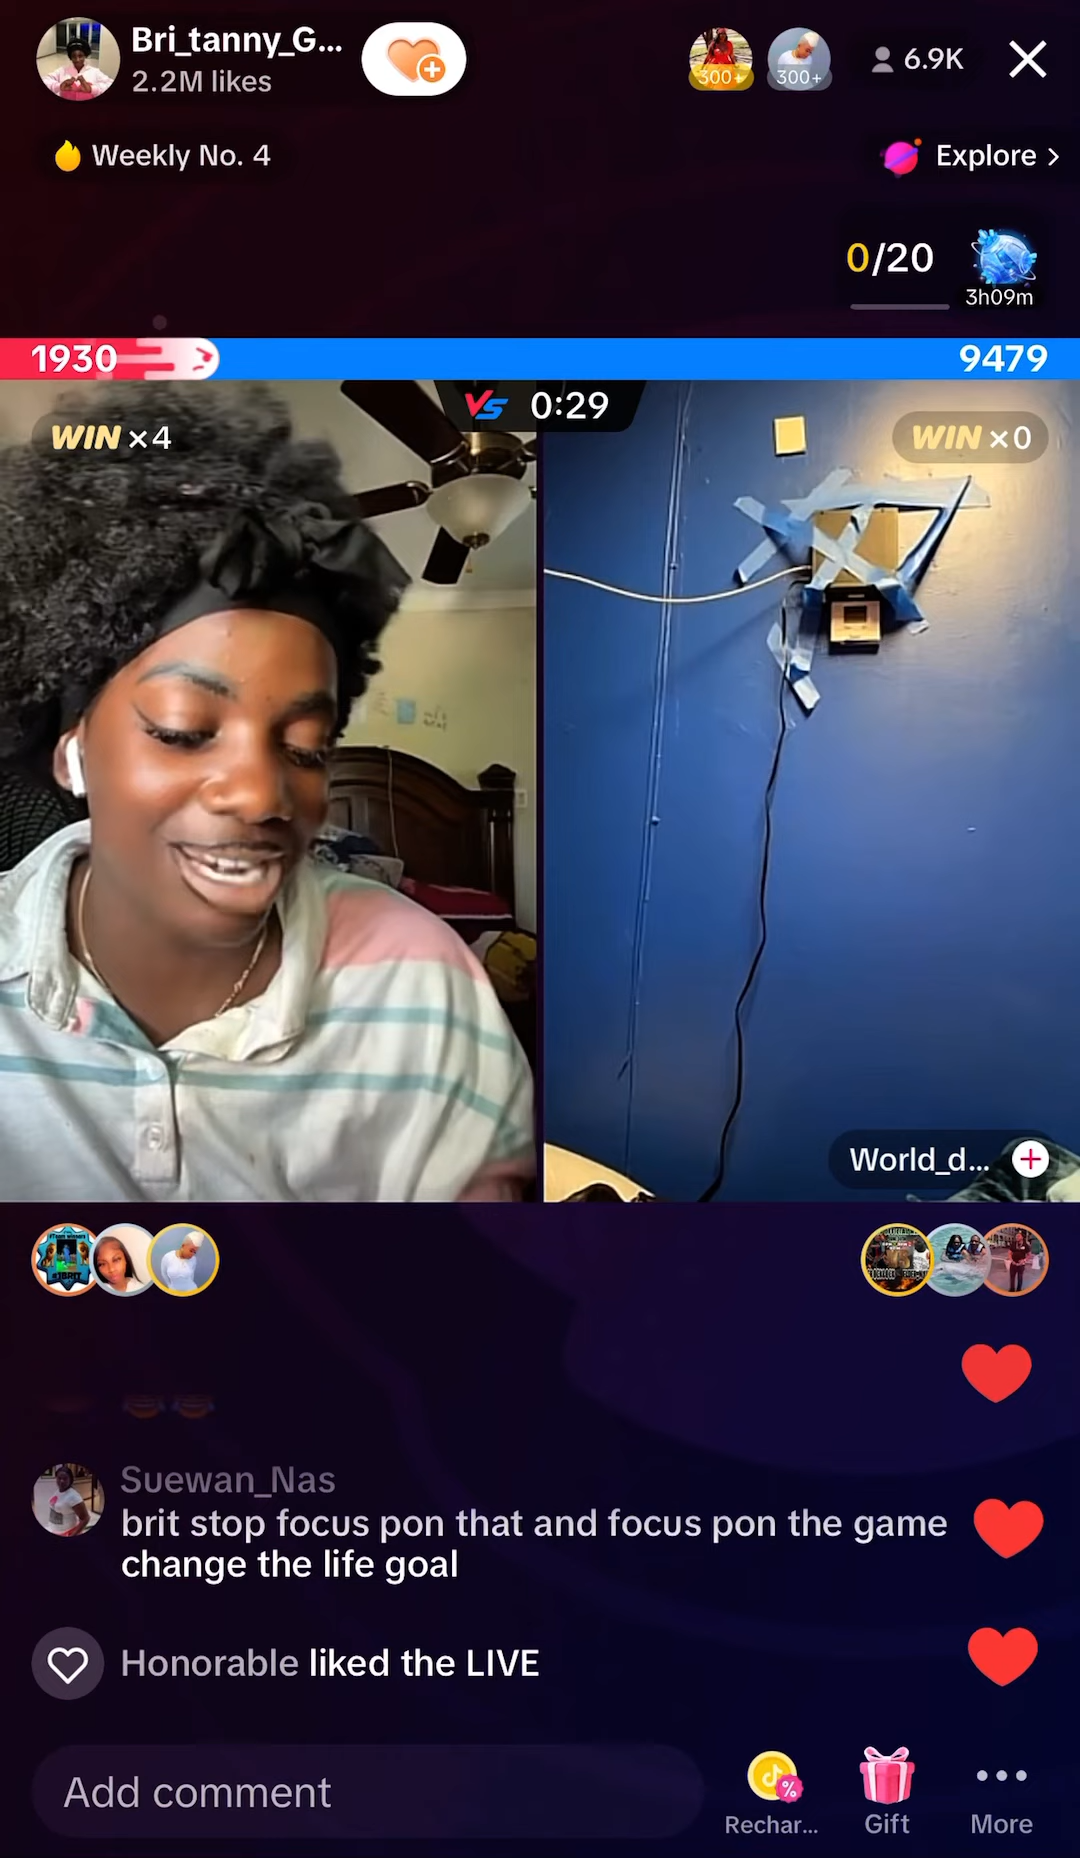 Bri_tanny_G...
2.2M likes
300+
300+
6.9K
Weekly No. 4
Explore >
0/20
3h09m
1930
9479
VS 0:29
WIN ×4
WIN ×0
World_d...
Suewan_Nas
brit stop focus pon that and focus pon the game
change the life goal
Honorable liked the LIVE
Add comment
Rechar...
Gift
More